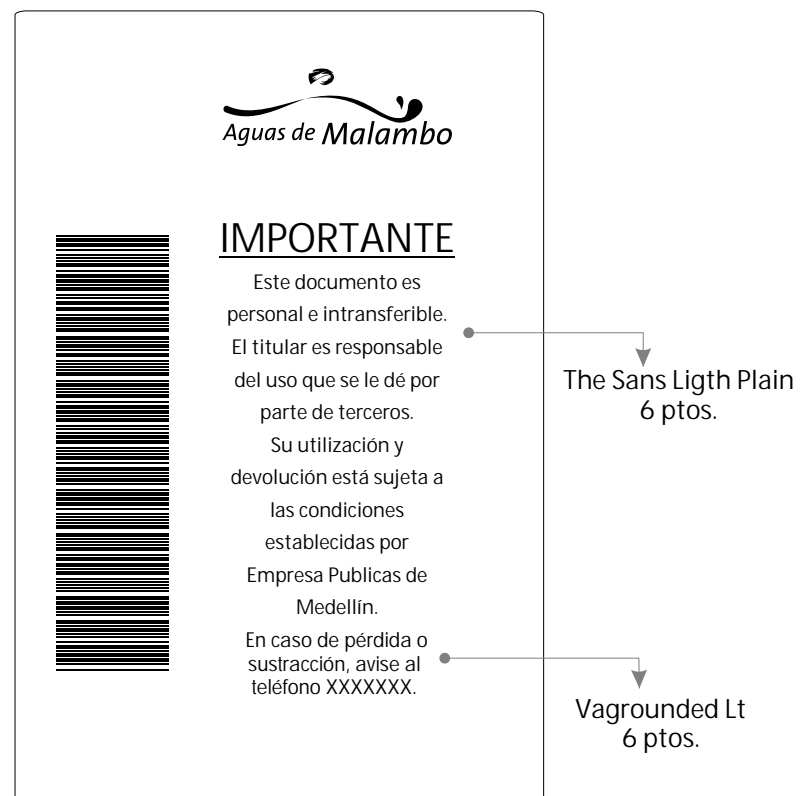 Aguas de Malambo
IMPORTANTE
Este documento es
personal e intransferible.
El titular es responsable
del uso que se le dé por
parte de terceros.
Su utilización y
devolución está sujeta a
las condiciones
establecidas por
Empresa Publicas de
Medellín.
En caso de pérdida o
sustracción, avise al
teléfono XXXXXXX.
The Sans Ligth Plain
6 ptos.
Vagrounded Lt
6 ptos.